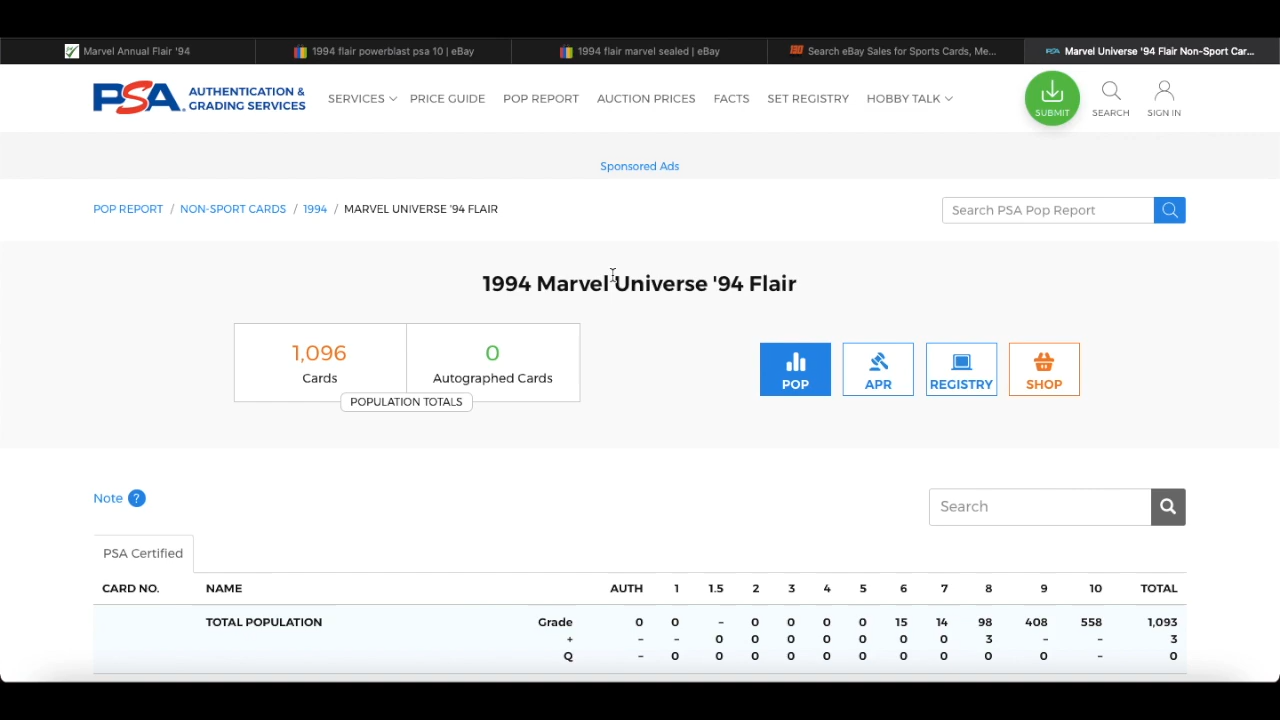 Marvel Annual Flair '94
1994 flair powerblast psa 10 | eBay
1994 flair marvel sealed | eBay
Search eBay Sales for Sports Cards, Me...
Marvel Universe '94 Flair Non-Sport Car...
PSA AUTHENTICATION & GRADING SERVICES
SERVICES PRICE GUIDE POP REPORT AUCTION PRICES FACTS SET REGISTRY HOBBY TALK
SUBMIT SEARCH SIGN IN
Sponsored Ads
POP REPORT / NON-SPORT CARDS / 1994 / MARVEL UNIVERSE '94 FLAIR
Search PSA Pop Report
1994 Marvel Universe '94 Flair
1,096 0
Cards Autographed Cards
POPULATION TOTALS
POP APR REGISTRY SHOP
Note ?
Search
PSA Certified
CARD NO. NAME AUTH 1 1.5 2 3 4 5 6 7 8 9 10 TOTAL
TOTAL POPULATION Grade 0 0 – 0 0 0 0 15 14 98 408 558 1,093
+ – – 0 0 0 0 0 0 0 3 – – 3
Q – 0 0 0 0 0 0 0 0 0 0 – 0